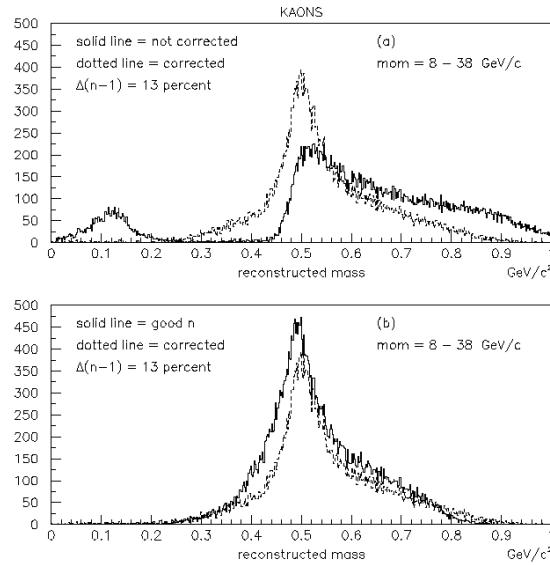 KAONS
500
450
400
350
300
250
200
150
100
50
0
solid line = not corrected
dotted line = corrected
Δ(n−1) = 13 percent
(a)
mom = 8 − 38 GeV/c
0 0.1 0.2 0.3 0.4 0.5 0.6 0.7 0.8 0.9 1
reconstructed mass
GeV/c²
500
450
400
350
300
250
200
150
100
50
0
solid line = good n
dotted line = corrected
Δ(n−1) = 13 percent
(b)
mom = 8 − 38 GeV/c
0 0.1 0.2 0.3 0.4 0.5 0.6 0.7 0.8 0.9 1
reconstructed mass
GeV/c²